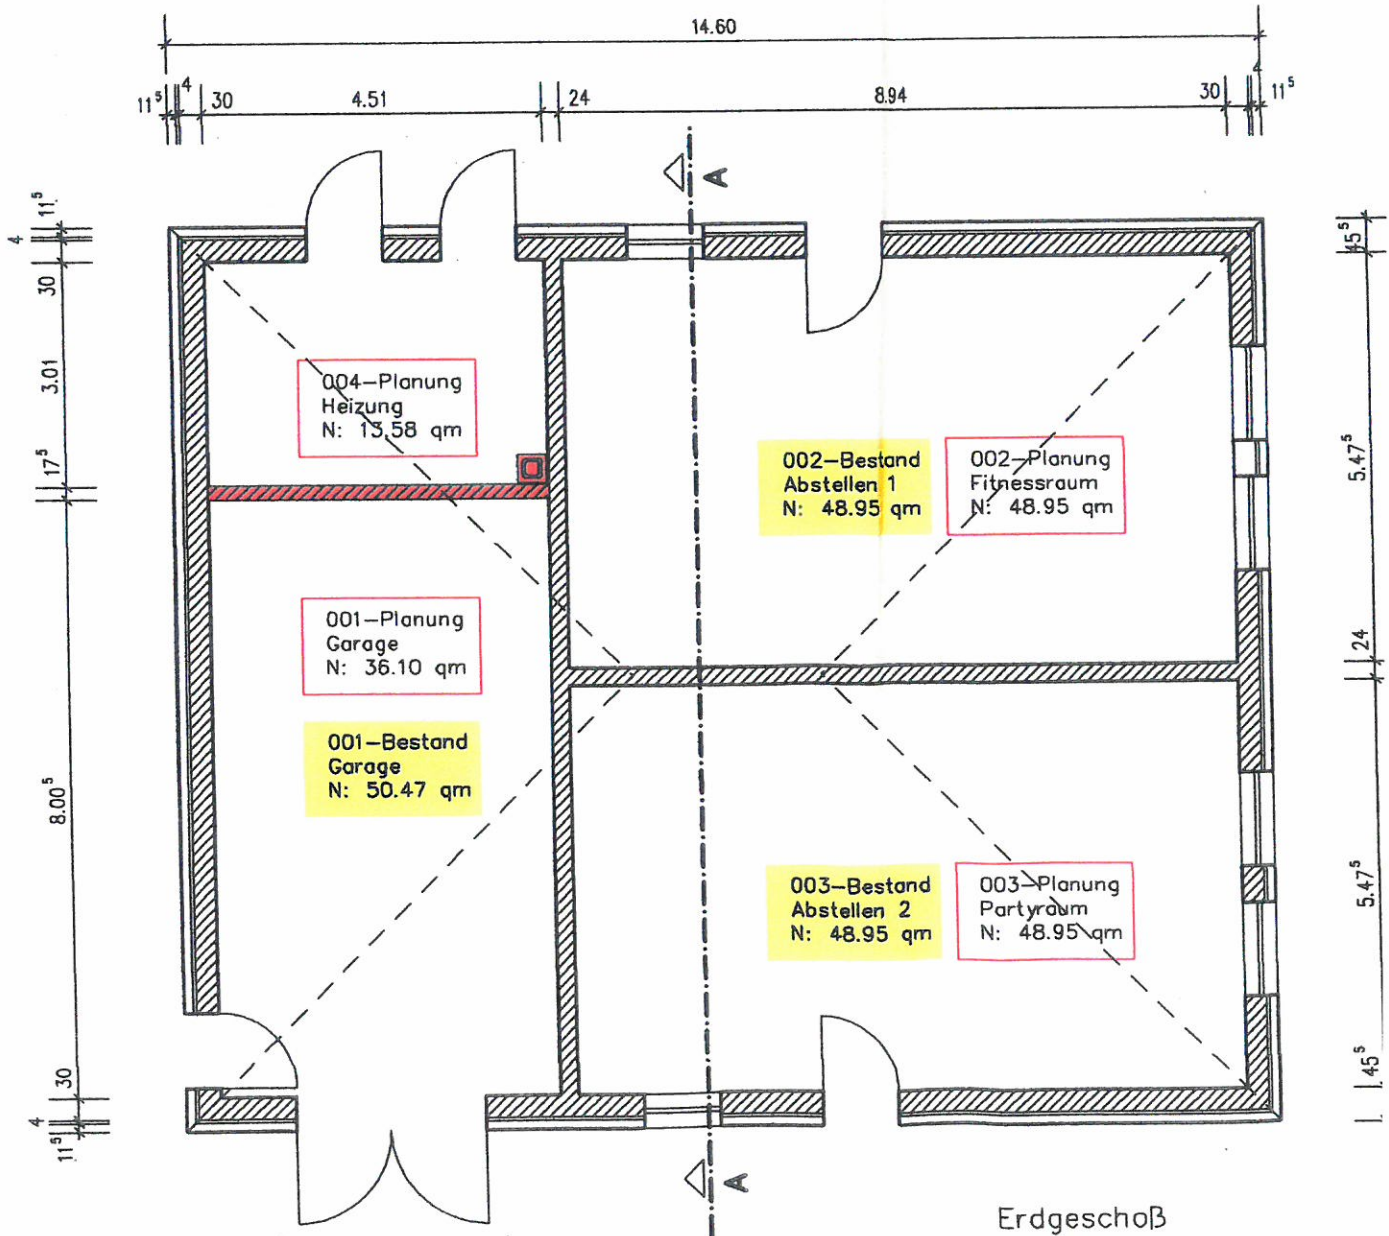 14.60
11⁵ 4 30 4.51 24 8.94 30 4 11⁵
A
11⁵
4
30
3.01
17⁵
8.00⁵
30
4
11⁵
45⁵
5.47⁵
24
5.47⁵
45⁵
004-Planung
Heizung
N: 13.58 qm
002-Bestand
Abstellen 1
N: 48.95 qm
002-Planung
Fitnessraum
N: 48.95 qm
001-Planung
Garage
N: 36.10 qm
001-Bestand
Garage
N: 50.47 qm
003-Bestand
Abstellen 2
N: 48.95 qm
003-Planung
Partyraum
N: 48.95 qm
A
Erdgeschoß